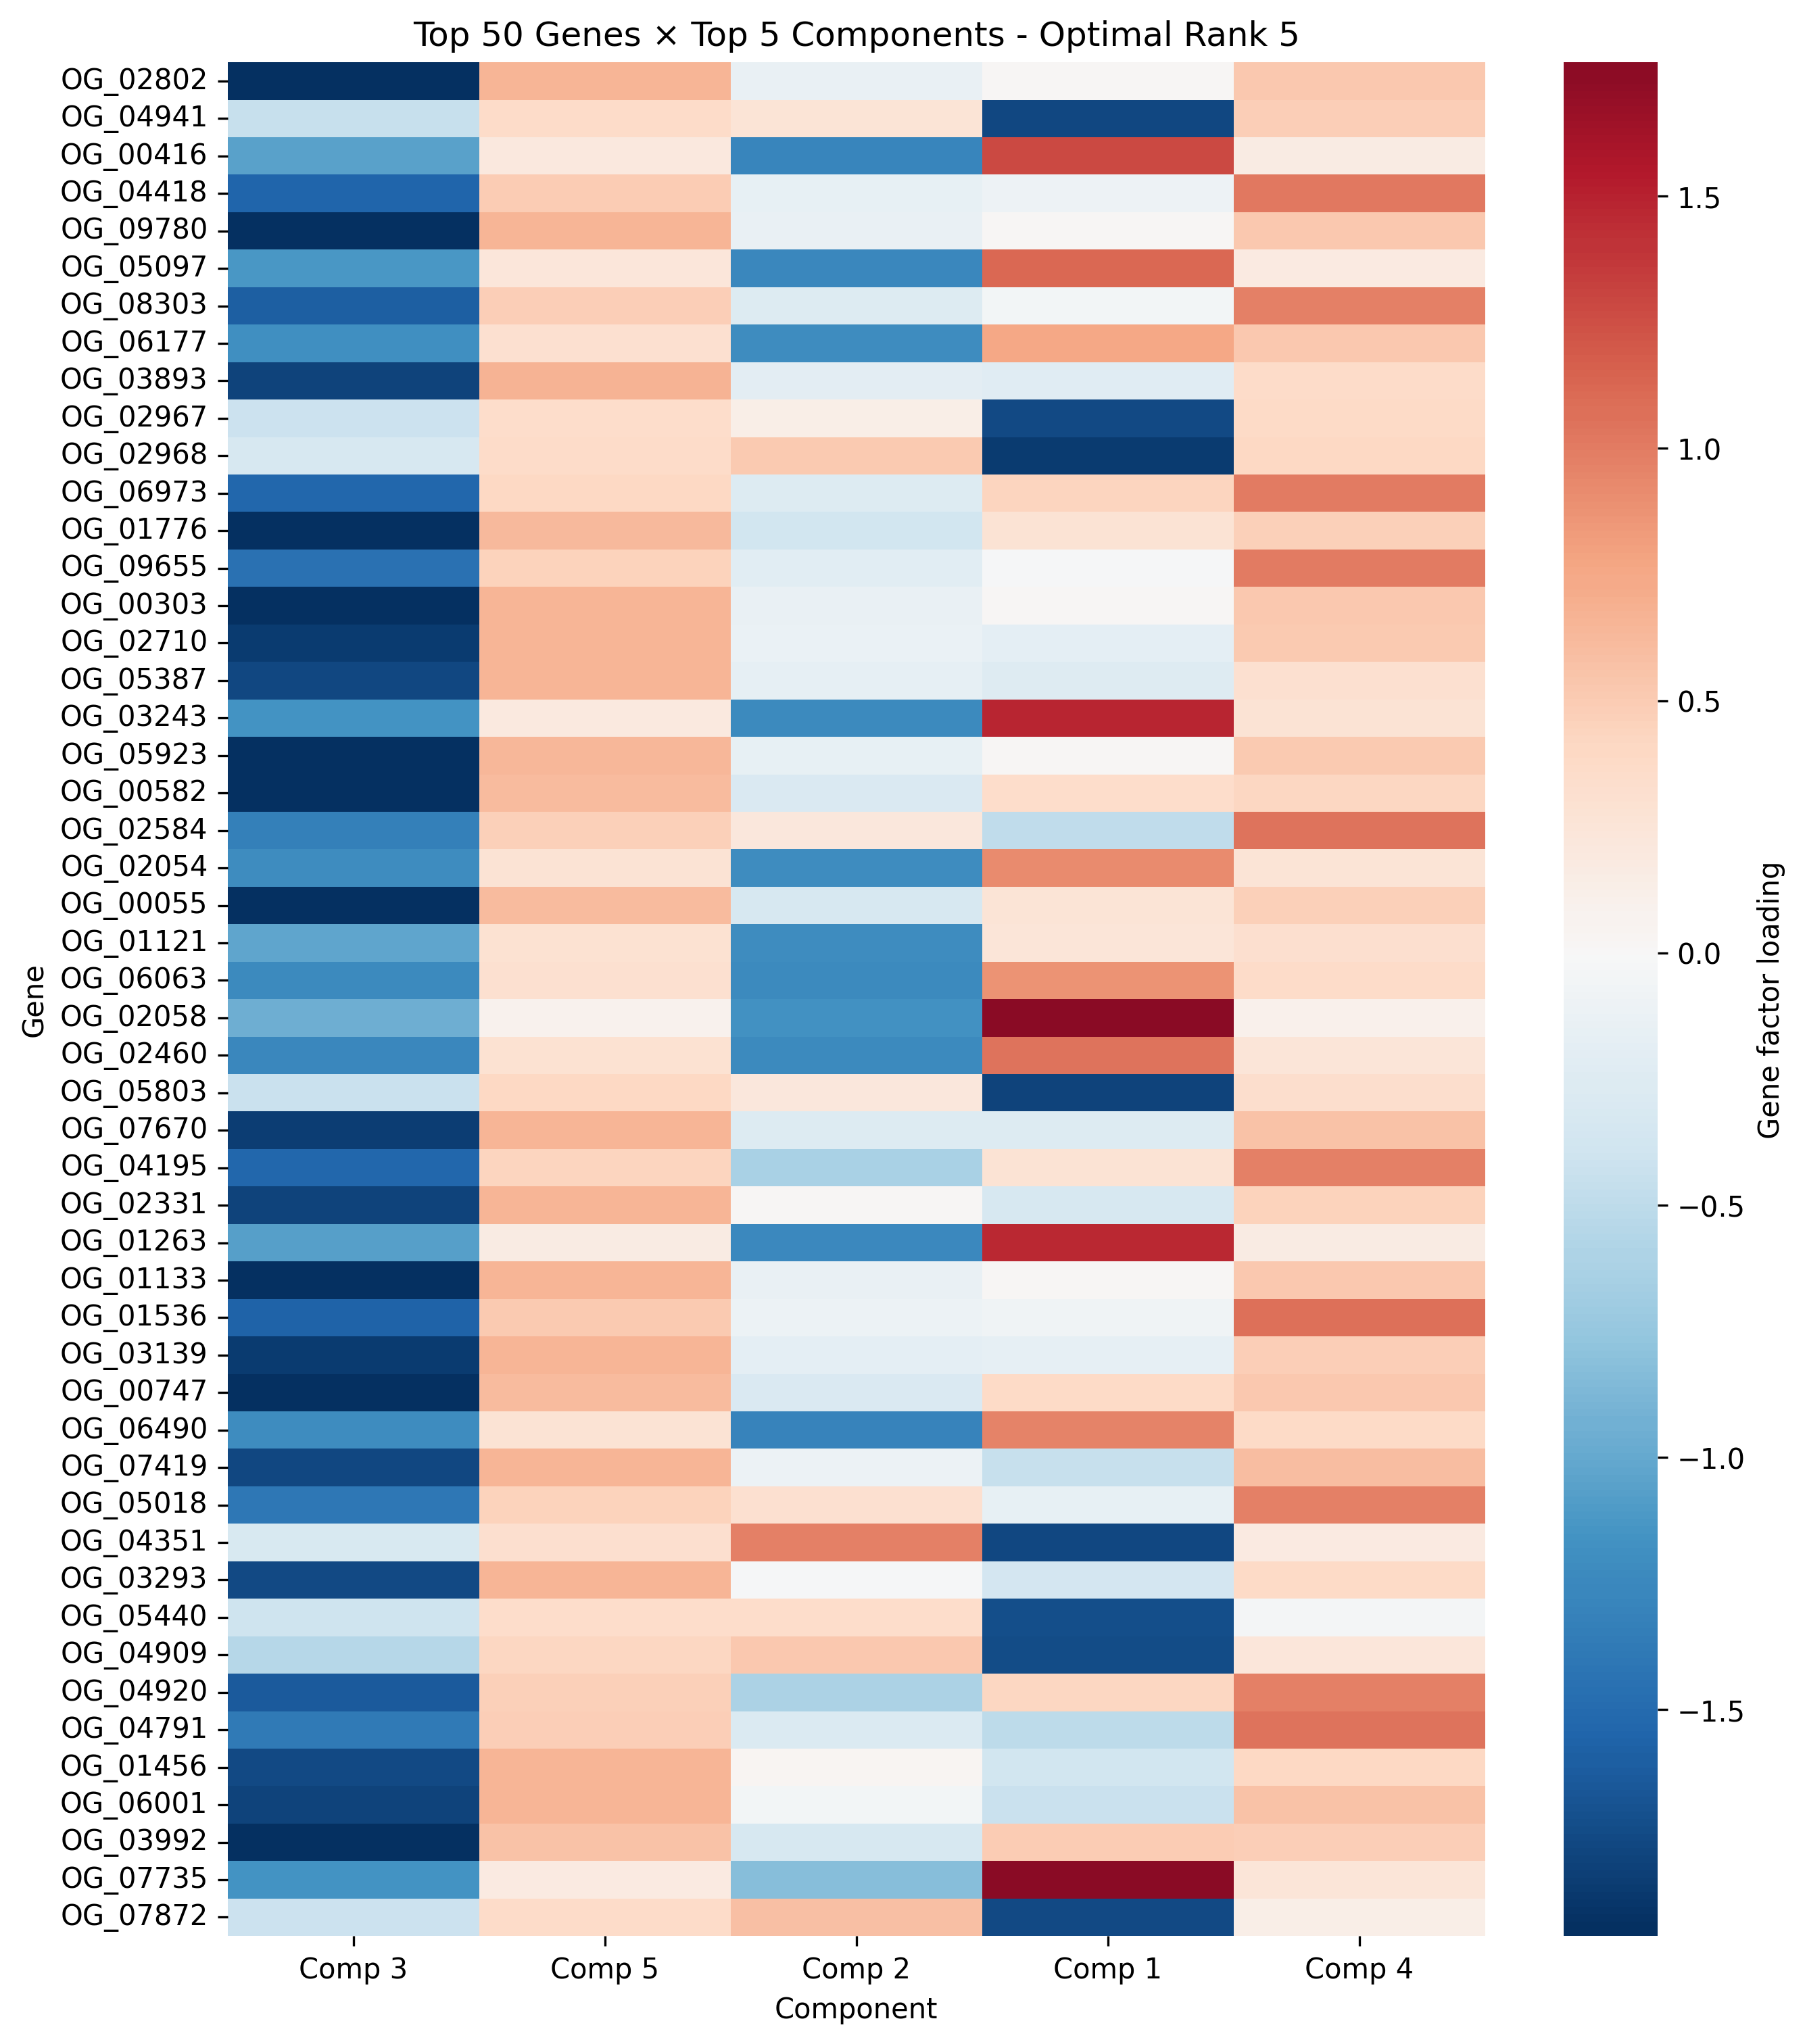 Top 50 Genes × Top 5 Components - Optimal Rank 5
Gene
OG_02802
OG_04941
OG_00416
OG_04418
OG_09780
OG_05097
OG_08303
OG_06177
OG_03893
OG_02967
OG_02968
OG_06973
OG_01776
OG_09655
OG_00303
OG_02710
OG_05387
OG_03243
OG_05923
OG_00582
OG_02584
OG_02054
OG_00055
OG_01121
OG_06063
OG_02058
OG_02460
OG_05803
OG_07670
OG_04195
OG_02331
OG_01263
OG_01133
OG_01536
OG_03139
OG_00747
OG_06490
OG_07419
OG_05018
OG_04351
OG_03293
OG_05440
OG_04909
OG_04920
OG_04791
OG_01456
OG_06001
OG_03992
OG_07735
OG_07872
Comp 3 Comp 5 Comp 2 Comp 1 Comp 4
Component
1.5
1.0
0.5
0.0
−0.5
−1.0
−1.5
Gene factor loading